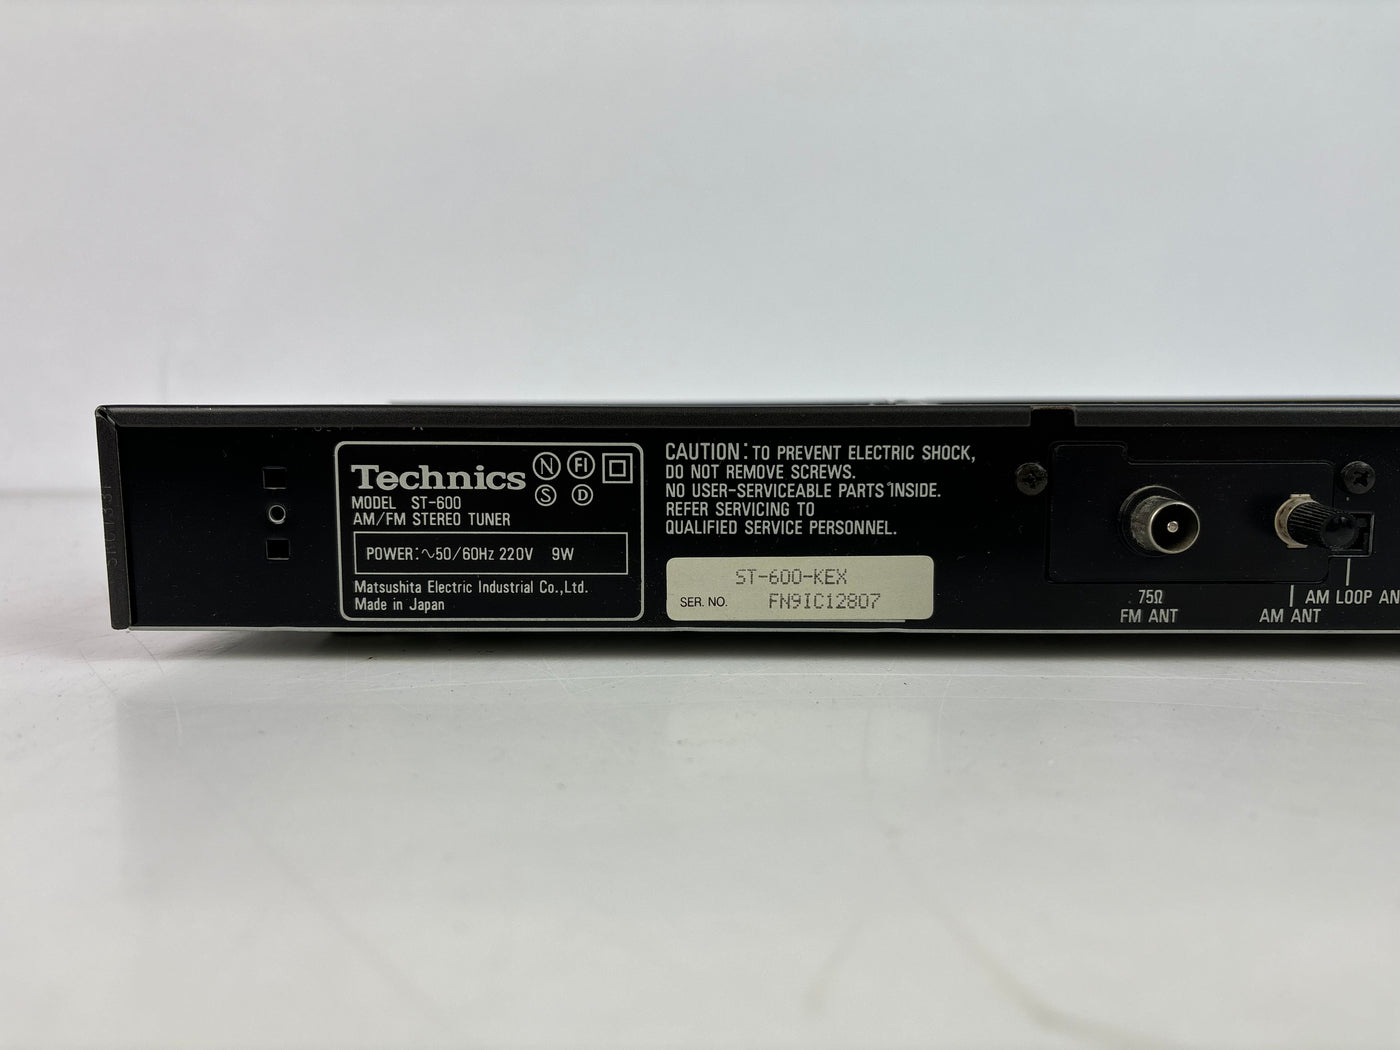 Technics
N FI
S D
MODEL ST-600
AM/FM STEREO TUNER
POWER:∿50/60Hz 220V 9W
Matsushita Electric Industrial Co.,Ltd.
Made in Japan
CAUTION: TO PREVENT ELECTRIC SHOCK,
DO NOT REMOVE SCREWS.
NO USER-SERVICEABLE PARTS INSIDE.
REFER SERVICING TO
QUALIFIED SERVICE PERSONNEL.
ST-600-KEX
SER. NO. FN9IC12807
75Ω
FM ANT
AM LOOP AN
AM ANT